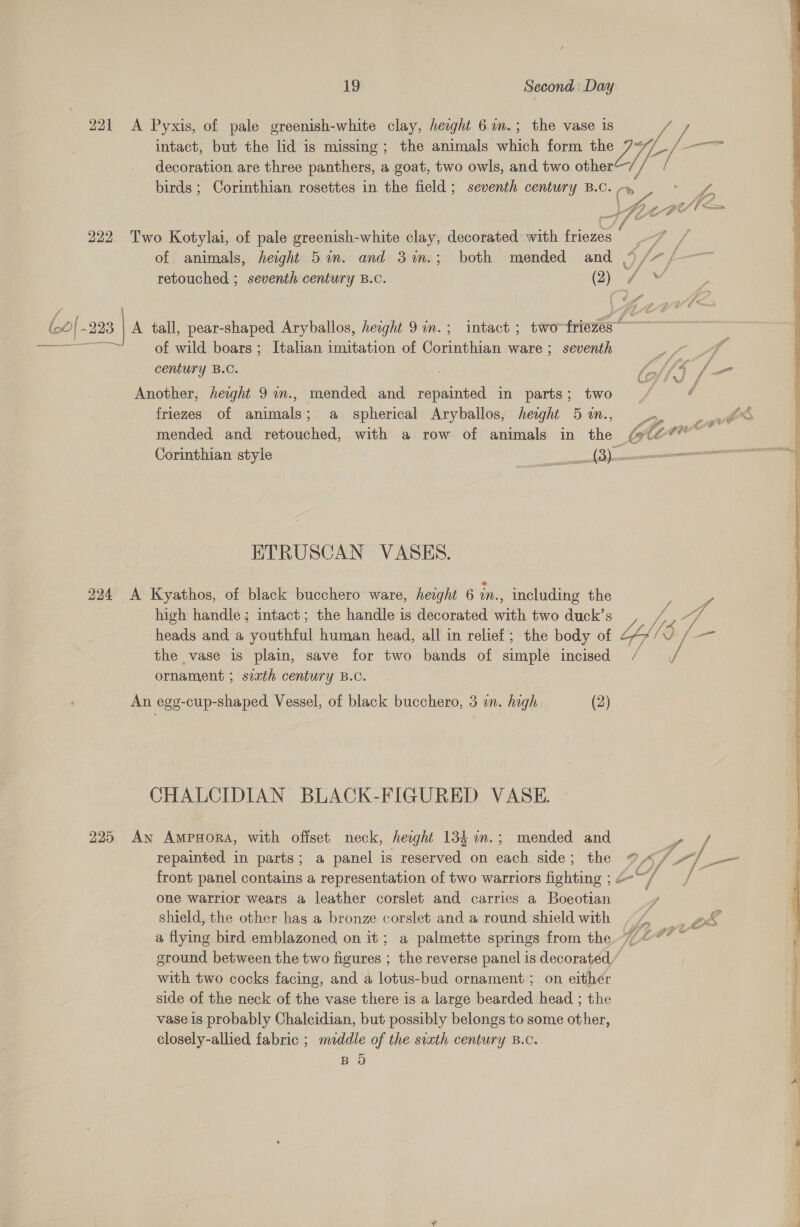 19 Second Day
221 A Pyxis, of pale greenish-white clay, height 6 in.; the vase is
intact, but the lid is missing; the animals which form the
decoration are three panthers, a goat, two owls, and two other
birds; Corinthian rosettes in the field; seventh century B.C.
222 Two Kotylai, of pale greenish-white clay, decorated with friezes
of animals, height 5 in. and 3 in.; both mended and
retouched; seventh century B.C. (2)
223 A tall, pear-shaped Aryballos, height 9 in.; intact; two friezes
of wild boars; Italian imitation of Corinthian ware; seventh
century B.C.
Another, height 9 in., mended and repainted in parts; two
friezes of animals; a spherical Aryballos, height 5 in.,
mended and retouched, with a row of animals in the
Corinthian style (3)
ETRUSCAN VASES.
224 A Kyathos, of black bucchero ware, height 6 in., including the
high handle; intact; the handle is decorated with two duck's
heads and a youthful human head, all in relief; the body of
the vase is plain, save for two bands of simple incised
ornament; sixth century B.C.
An egg-cup-shaped Vessel, of black bucchero, 3 in. high (2)
CHALCIDIAN BLACK-FIGURED VASE.
225 An Amphora, with offset neck, height 13½ in.; mended and
repainted in parts; a panel is reserved on each side; the
front panel contains a representation of two warriors fighting;
one warrior wears a leather corslet and carries a Boeotian
shield, the other has a bronze corslet and a round shield with
a flying bird emblazoned on it; a palmette springs from the
ground between the two figures; the reverse panel is decorated
with two cocks facing, and a lotus-bud ornament; on either
side of the neck of the vase there is a large bearded head; the
vase is probably Chalcidian, but possibly belongs to some other,
closely-allied fabric; middle of the sixth century B.C.
B 5